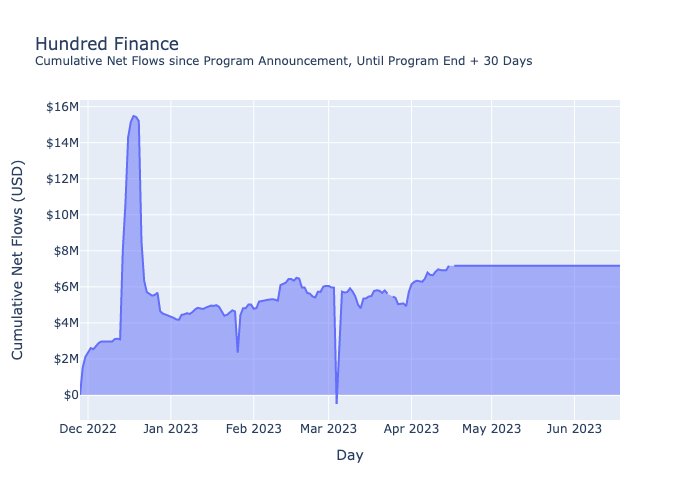 Hundred Finance
Cumulative Net Flows since Program Announcement, Until Program End + 30 Days
Cumulative Net Flows (USD)
$16M
$14M
$12M
$10M
$8M
$6M
$4M
$2M
$0
Dec 2022 Jan 2023 Feb 2023 Mar 2023 Apr 2023 May 2023 Jun 2023
Day